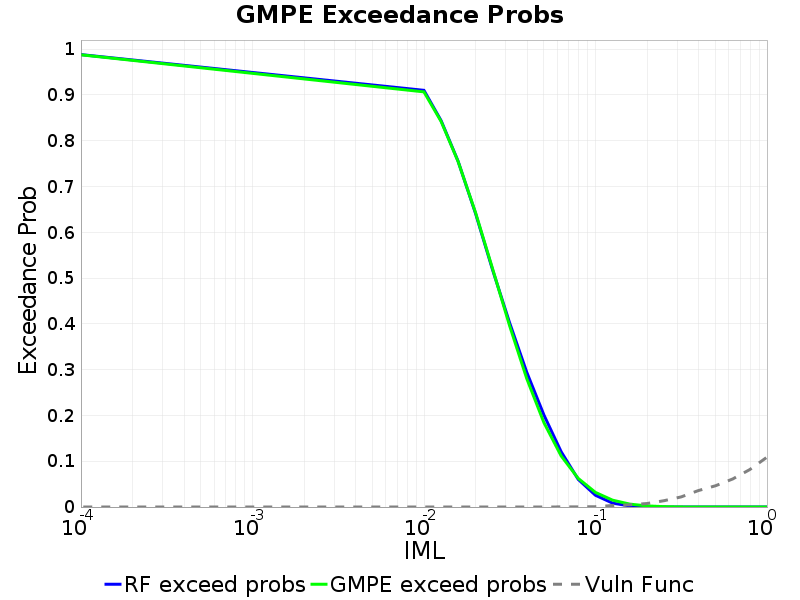 GMPE Exceedance Probs
Exceedance Prob
1
0.9
0.8
0.7
0.6
0.5
0.4
0.3
0.2
0.1
0
10-4 10-3 10-2 10-1 100
IML
RF exceed probs GMPE exceed probs Vuln Func